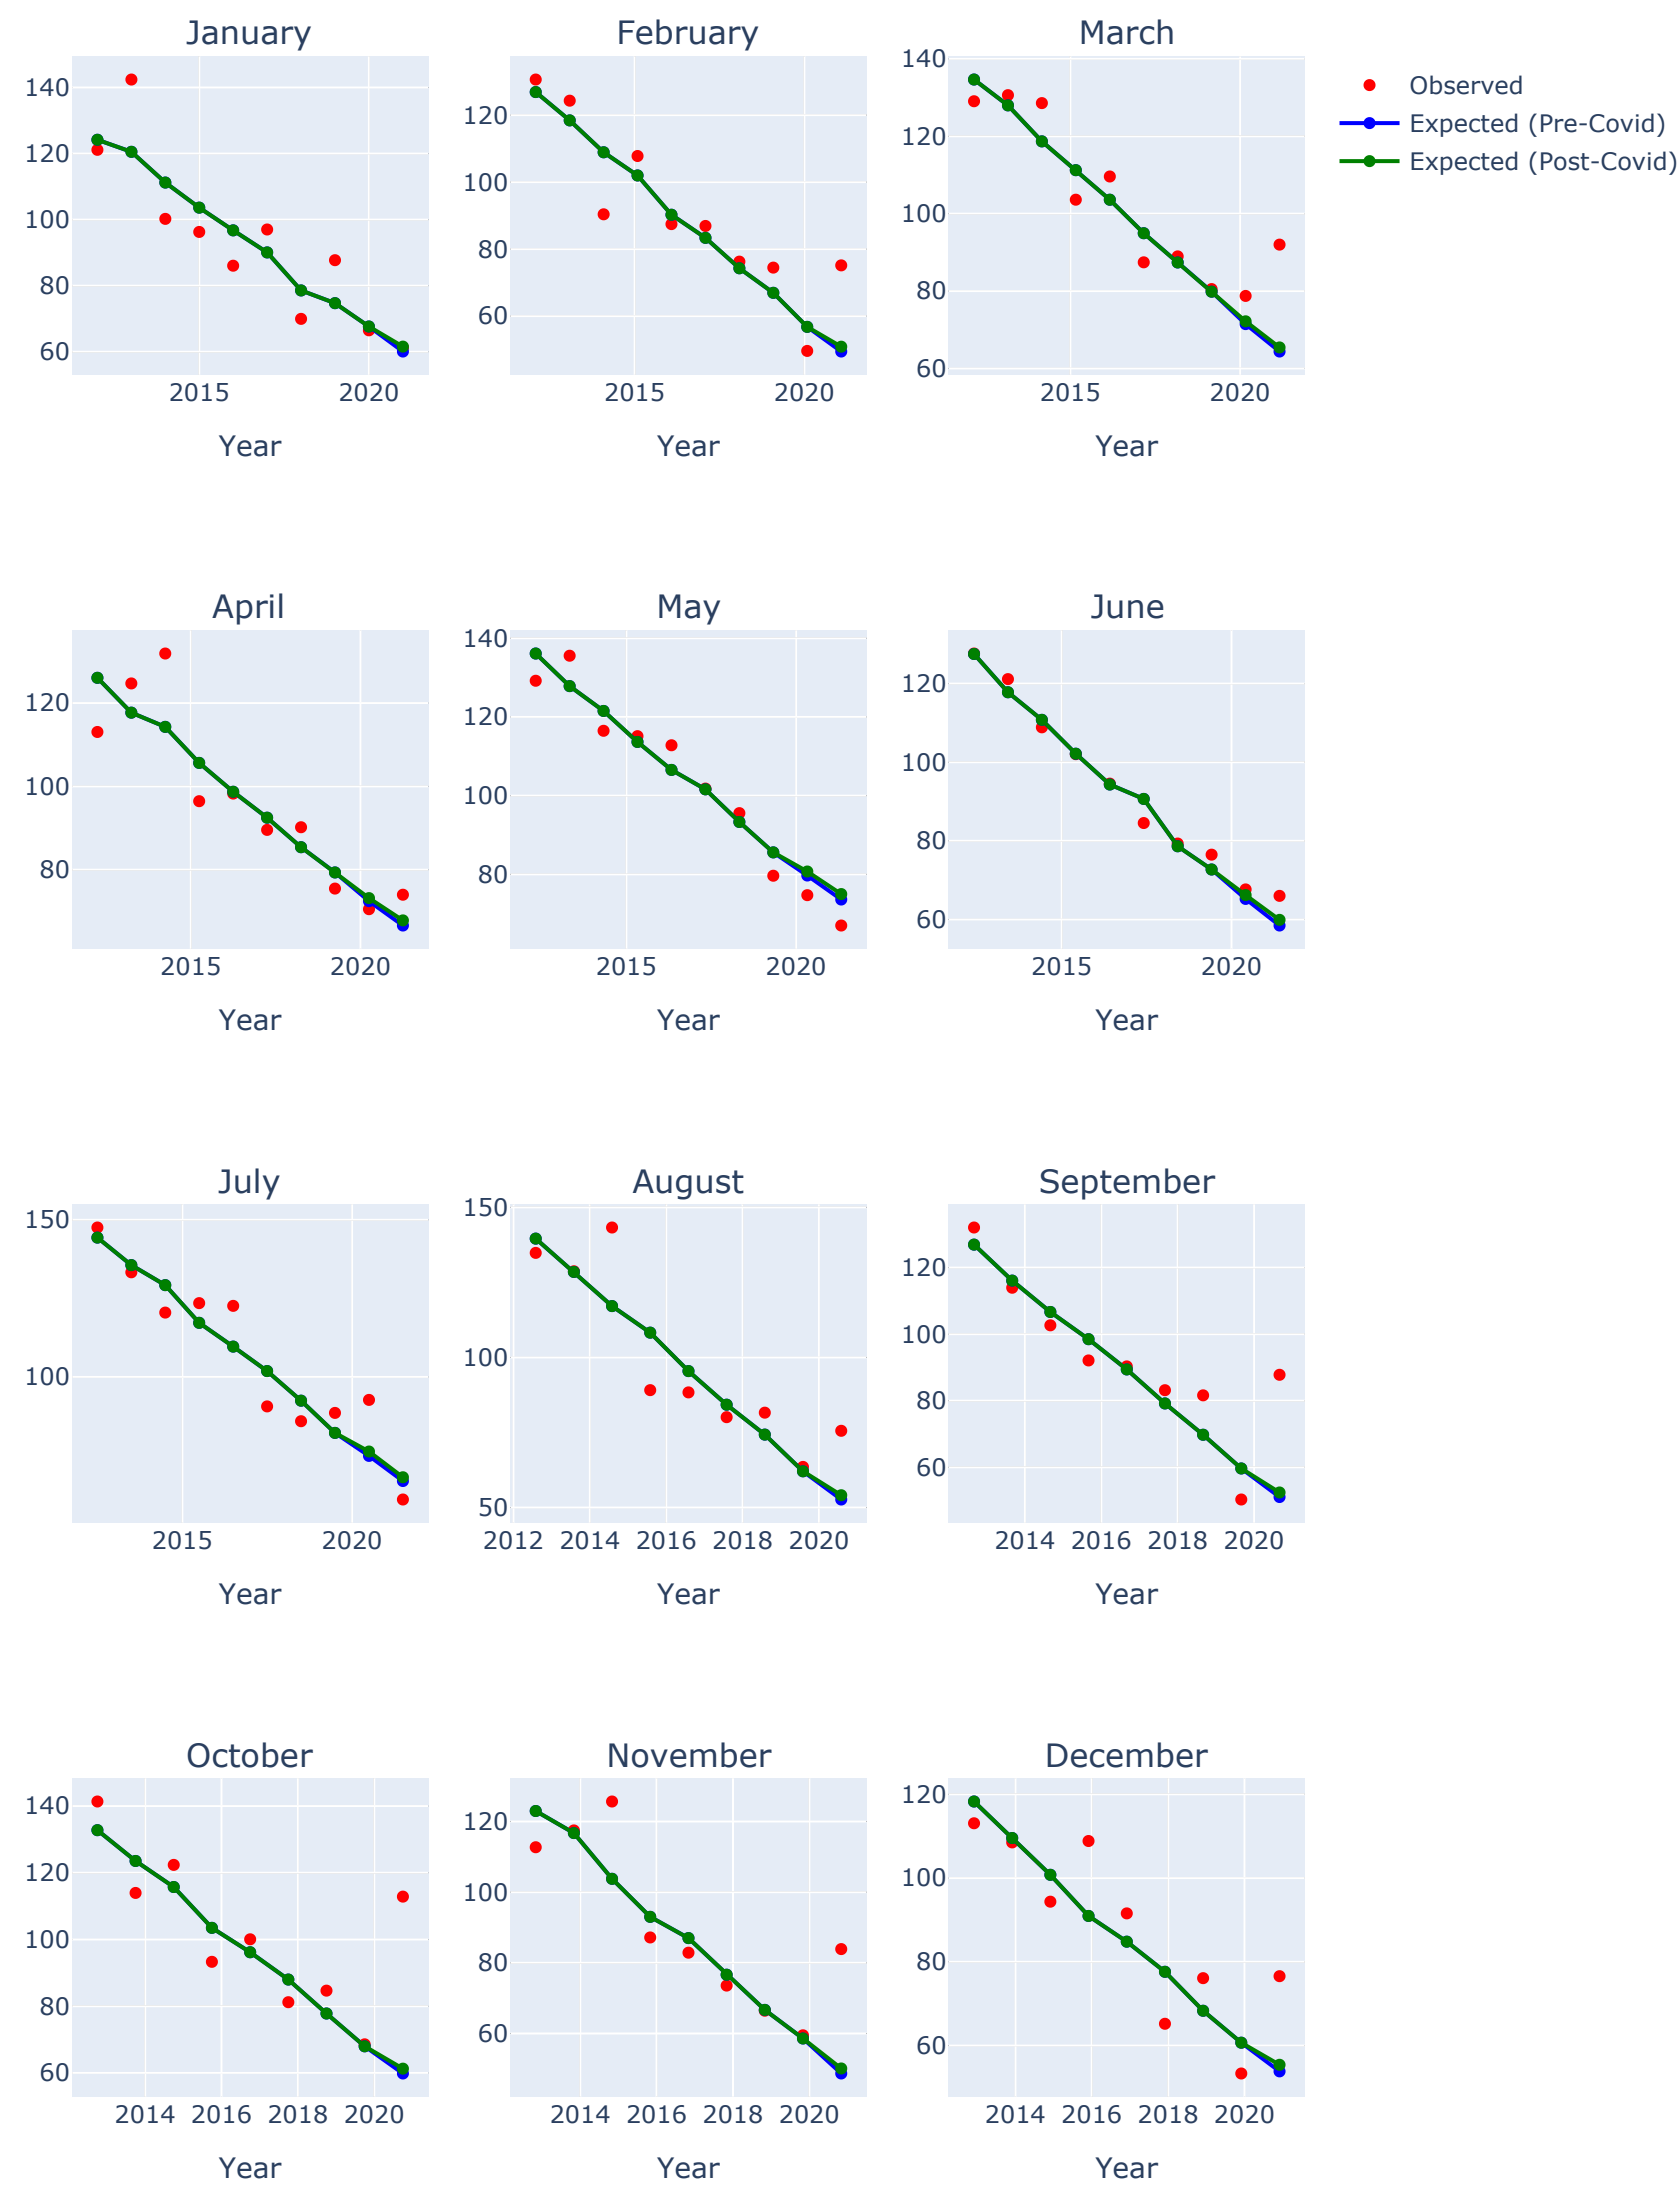 January
February
March
140
120
100
80
60
2015
2020
Year
120
100
80
60
2015
2020
Year
140
120
100
80
60
2015
2020
Year
Observed
Expected (Pre-Covid)
Expected (Post-Covid)
April
May
June
120
100
80
2015
2020
Year
140
120
100
80
2015
2020
Year
120
100
80
60
2015
2020
Year
July
August
September
150
100
2015
2020
Year
150
100
50
2012 2014 2016 2018 2020
Year
120
100
80
60
2014 2016 2018 2020
Year
October
November
December
140
120
100
80
60
2014 2016 2018 2020
Year
120
100
80
60
2014 2016 2018 2020
Year
120
100
80
60
2014 2016 2018 2020
Year